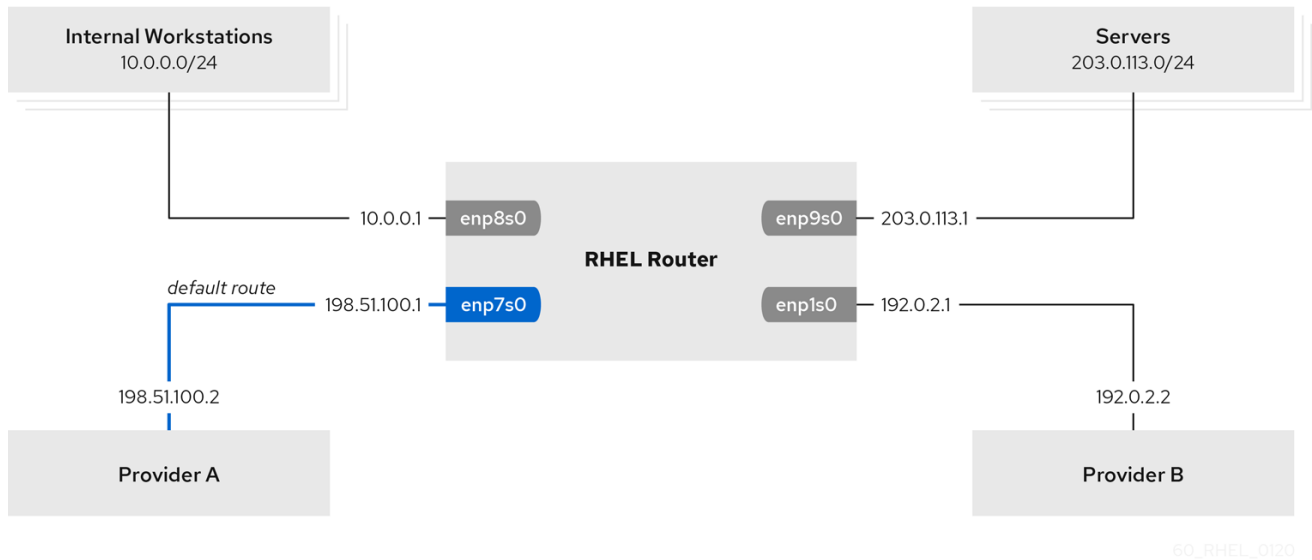 Internal Workstations
10.0.0.0/24
Servers
203.0.113.0/24
10.0.0.1
enp8s0
enp9s0
203.0.113.1
RHEL Router
default route
198.51.100.1
enp7s0
enp1s0
192.0.2.1
198.51.100.2
192.0.2.2
Provider A
Provider B
60_RHEL_0120